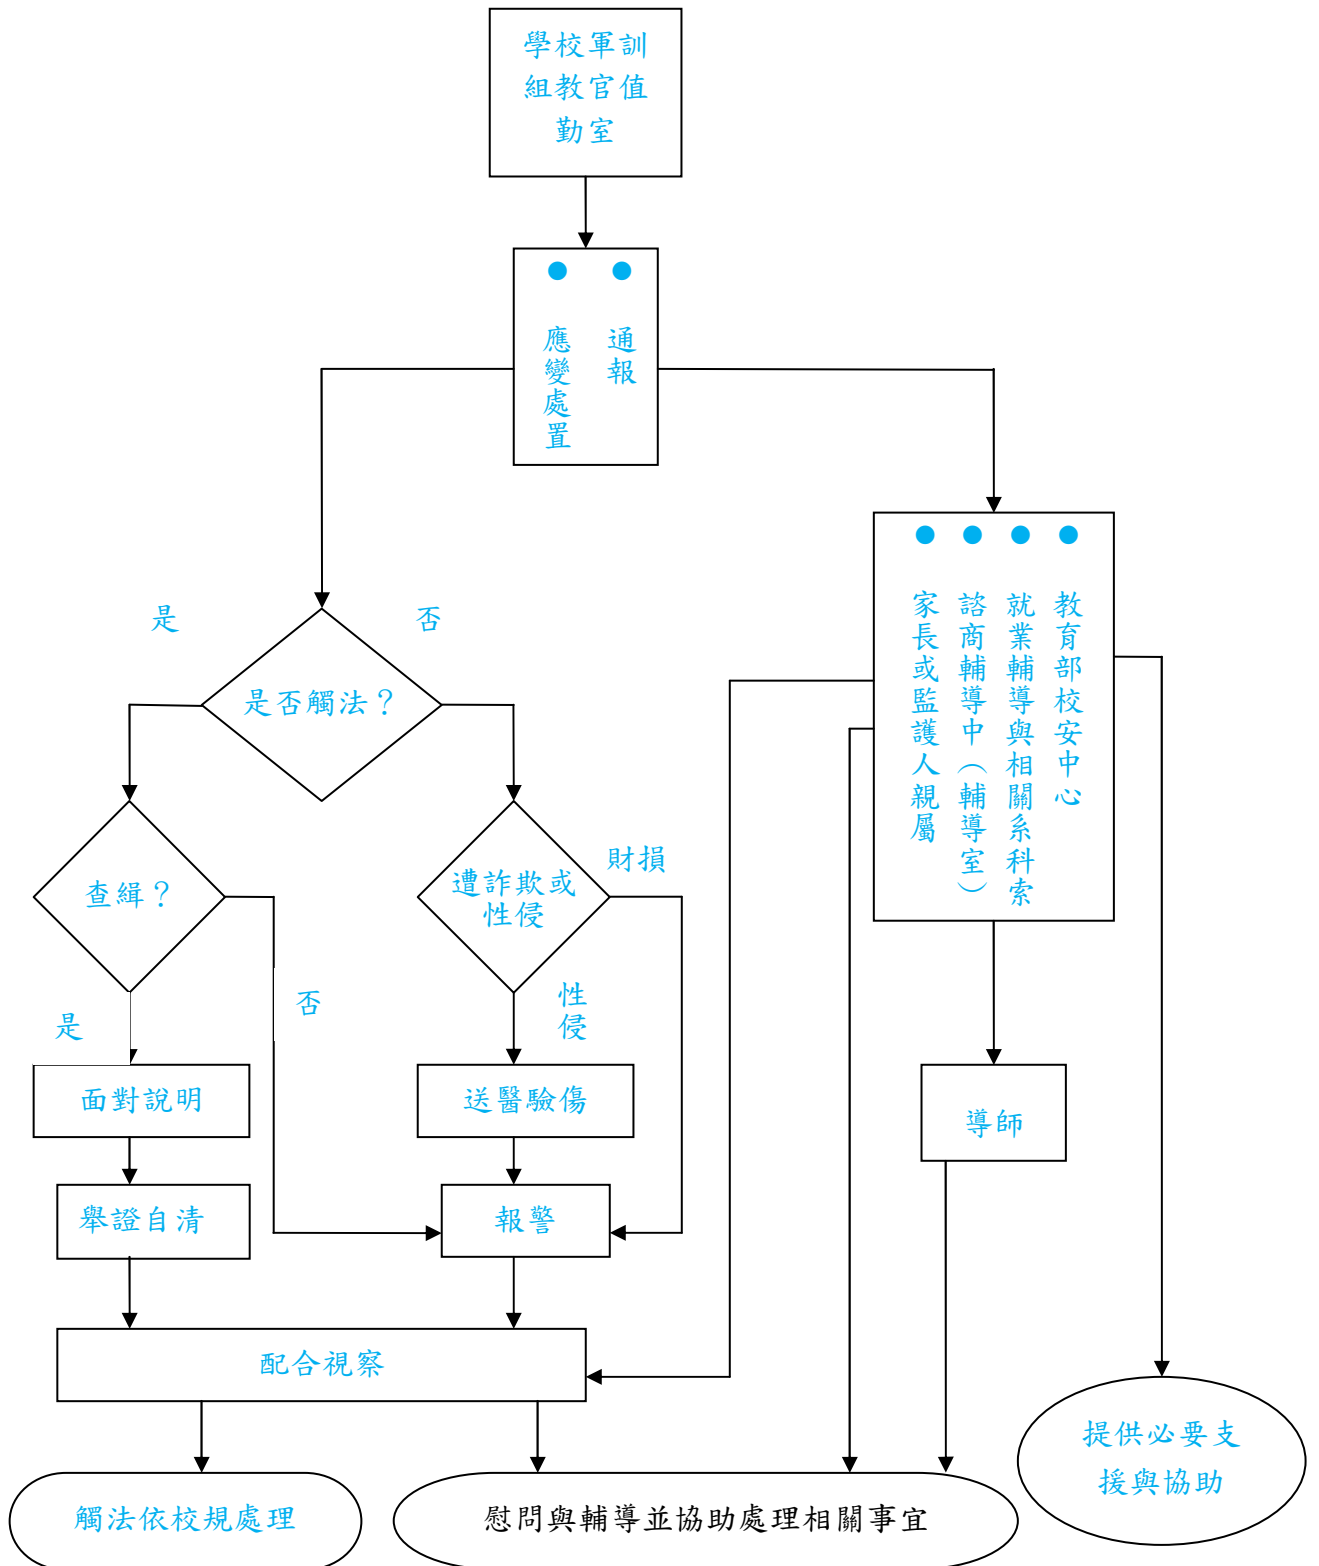 學校軍訓
組教官值
勤室
● 通報
● 應變處置
● 教育部校安中心
● 就業輔導與相關系科索
● 諮商輔導中（輔導室）
● 家長或監護人親屬
是
否
是否觸法？
查緝？
遭詐欺或
性侵
財損
是
否
性
侵
面對說明
送醫驗傷
導師
舉證自清
報警
配合視察
提供必要支
援與協助
觸法依校規處理
慰問與輔導並協助處理相關事宜